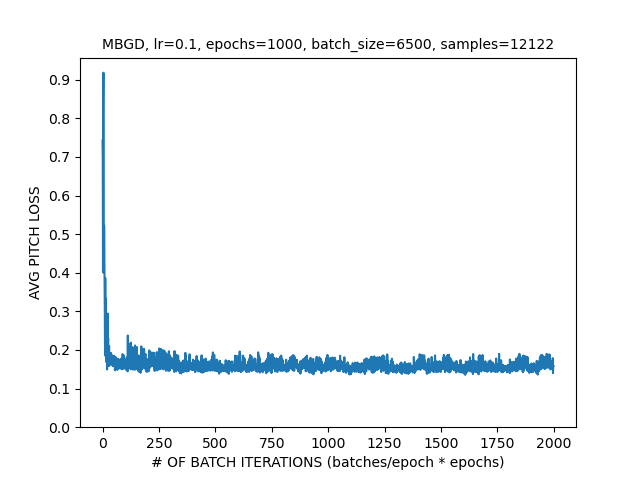 MBGD, lr=0.1, epochs=1000, batch_size=6500, samples=12122
AVG PITCH LOSS
0.9
0.8
0.7
0.6
0.5
0.4
0.3
0.2
0.1
0.0
0 250 500 750 1000 1250 1500 1750 2000
# OF BATCH ITERATIONS (batches/epoch * epochs)